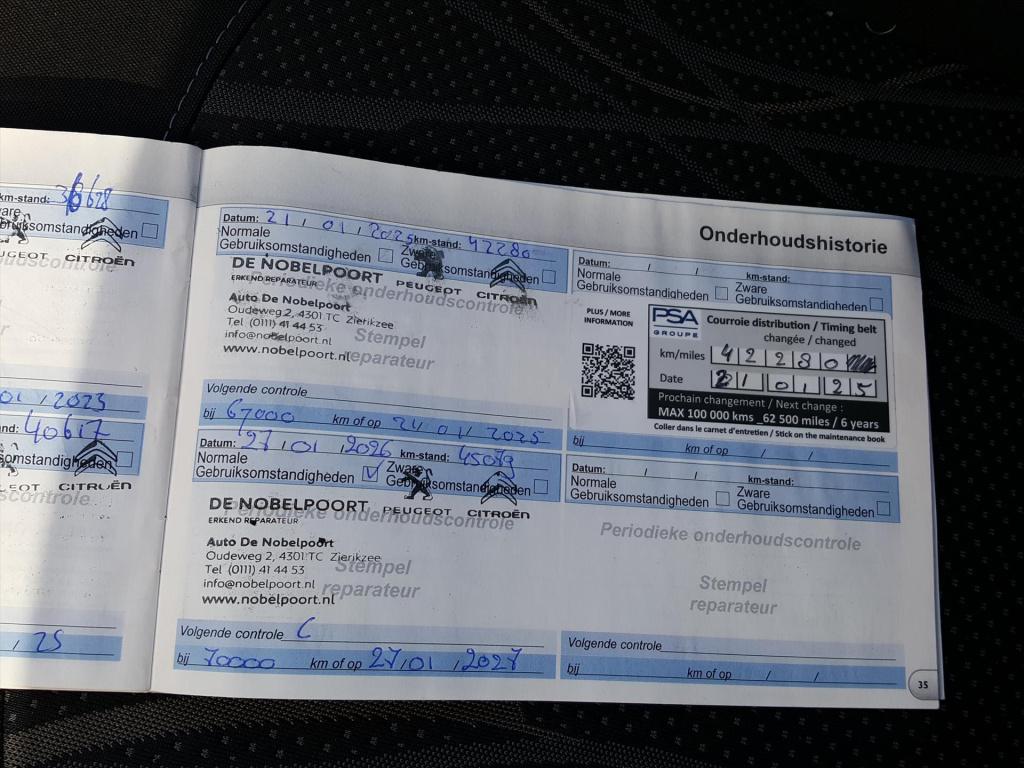 km-stand: 36628
Gebruiksomstandigheden
PEUGEOT CITROËN
01 / 2023
40617
omstandigheden
CITROËN
/ 25
Onderhoudshistorie
Datum: 21 / 01 / 2025 km-stand: 42280
Normale Zware
Gebruiksomstandigheden Gebruiksomstandigheden
DE NOBELPOORT PEUGEOT CITROËN
ERKEND REPARATEUR
Periodieke onderhoudscontrole
Auto De Nobelpoort
Oudeweg 2, 4301 TC Zierikzee
Tel (0111) 41 44 53
info@nobelpoort.nl
www.nobelpoort.nl
Stempel
reparateur
Volgende controle
bij 67000 km of op 21 01 / 2025
Datum: 27 / 01 / 2026 km-stand: 45079
Normale Zware
Gebruiksomstandigheden Gebruiksomstandigheden
DE NOBELPOORT PEUGEOT CITROËN
ERKEND REPARATEUR
Periodieke onderhoudscontrole
Auto De Nobelpoort
Oudeweg 2, 4301 TC Zierikzee
Tel (0111) 41 44 53
info@nobelpoort.nl
www.nobelpoort.nl
Stempel
reparateur
Volgende controle C
bij 70000 km of op 27 / 01 / 2027
Datum: / / km-stand:
Normale Zware
Gebruiksomstandigheden Gebruiksomstandigheden
PLUS / MORE
INFORMATION
PSA
GROUPE
Courroie distribution / Timing belt
changée / changed
km/miles 42280
Date 21 01 25
Prochain changement / Next change :
MAX 100 000 kms _62 500 miles / 6 years
Coller dans le carnet d'entretien / Stick on the maintenance book
bij km of op / /
Datum: / / km-stand:
Normale Zware
Gebruiksomstandigheden Gebruiksomstandigheden
Periodieke onderhoudscontrole
Stempel
reparateur
Volgende controle
bij km of op / /
35